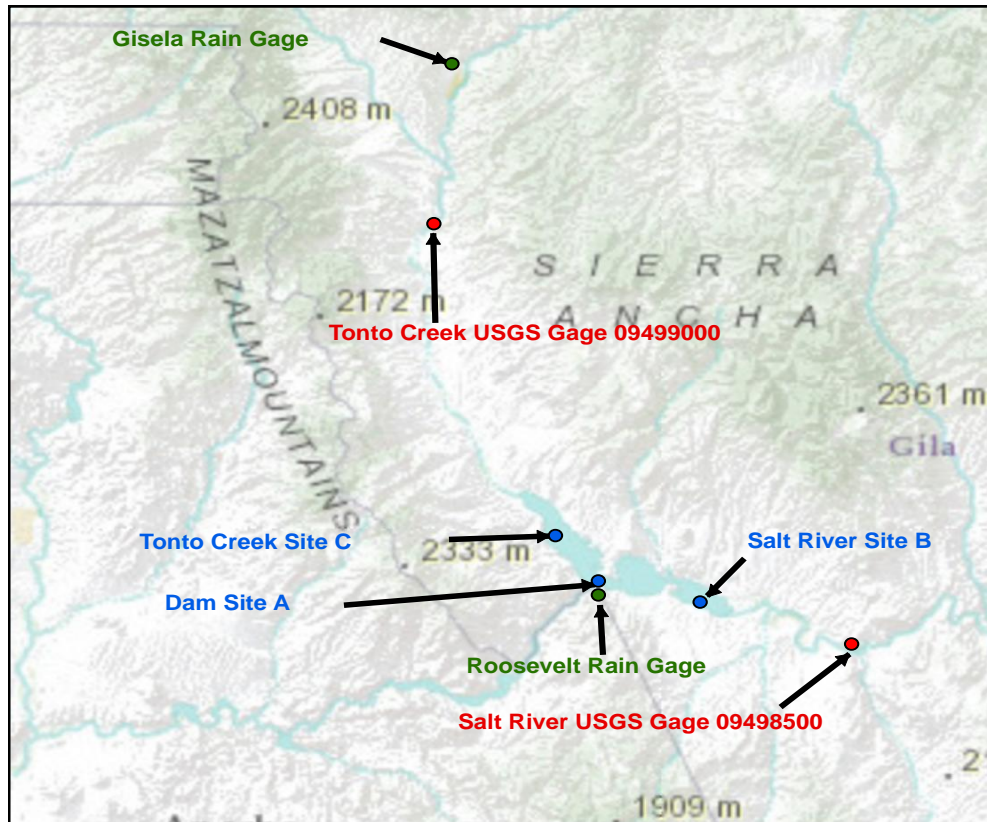 Gisela Rain Gage
2408 m
MAZATZAL MOUNTAINS
SIERRA
ANCHA
2172 m
Tonto Creek USGS Gage 09499000
2361 m
Gila
Tonto Creek Site C
2333 m
Salt River Site B
Dam Site A
Roosevelt Rain Gage
Salt River USGS Gage 09498500
1909 m